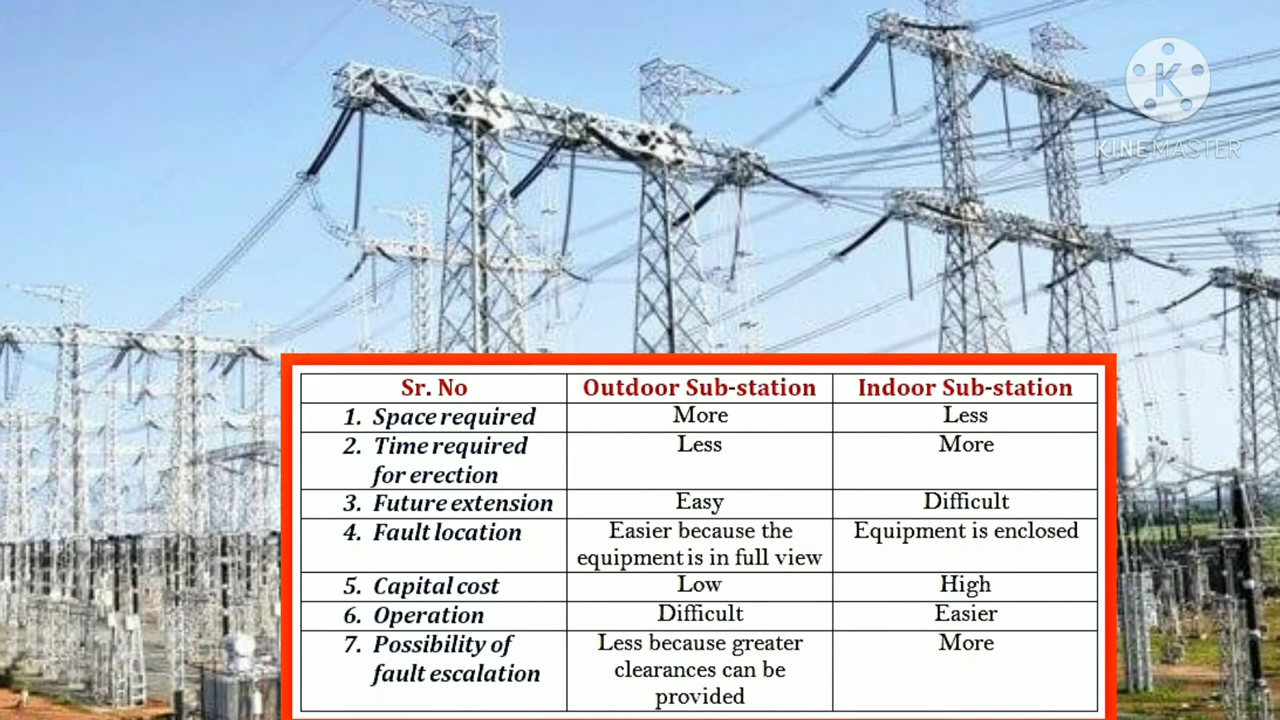 K
KINEMASTER
Sr. No Outdoor Sub-station Indoor Sub-station
1. Space required More Less
2. Time required Less More
for erection
3. Future extension Easy Difficult
4. Fault location Easier because the Equipment is enclosed
equipment is in full view
5. Capital cost Low High
6. Operation Difficult Easier
7. Possibility of Less because greater More
fault escalation clearances can be
provided